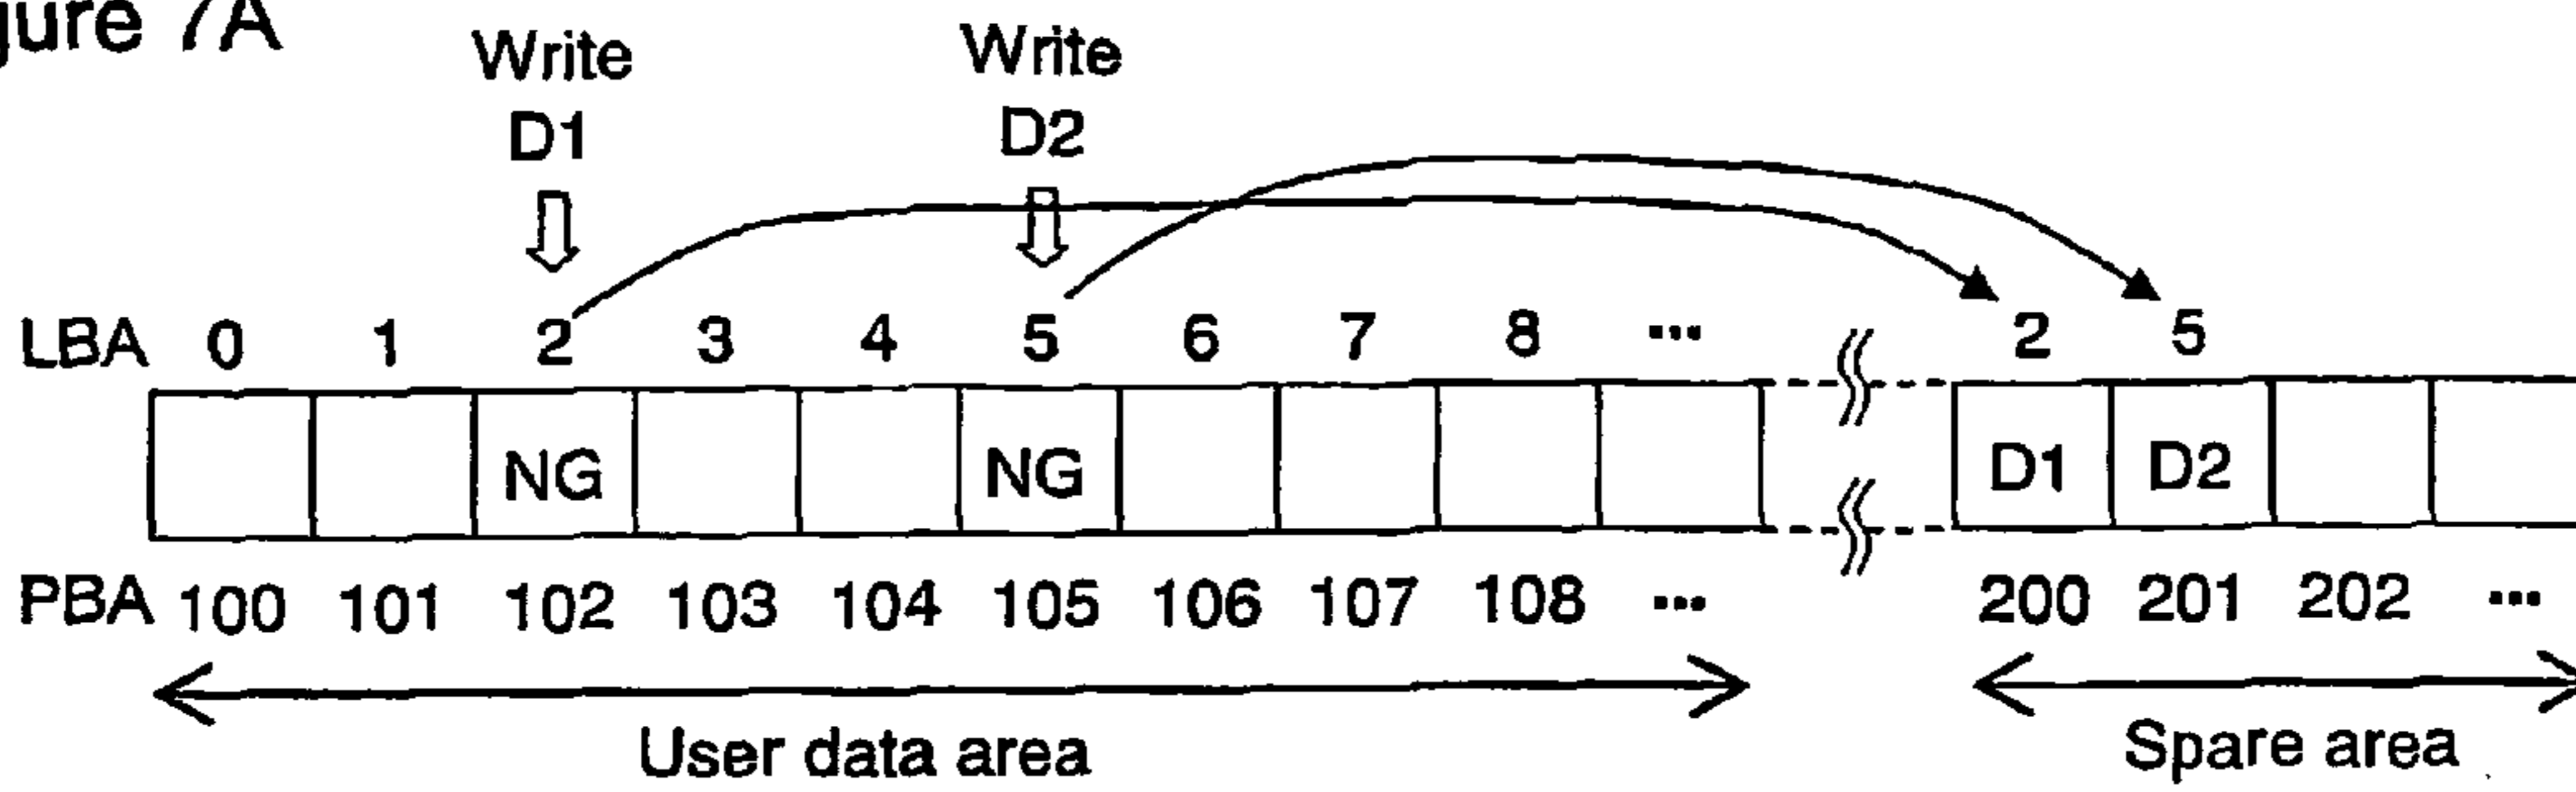 gure 7A
Write Write
D1 D2
LBA 0 1 2 3 4 5 6 7 8 ... 2 5
NG NG D1 D2
PBA 100 101 102 103 104 105 106 107 108 ... 200 201 202 ...
User data area Spare area